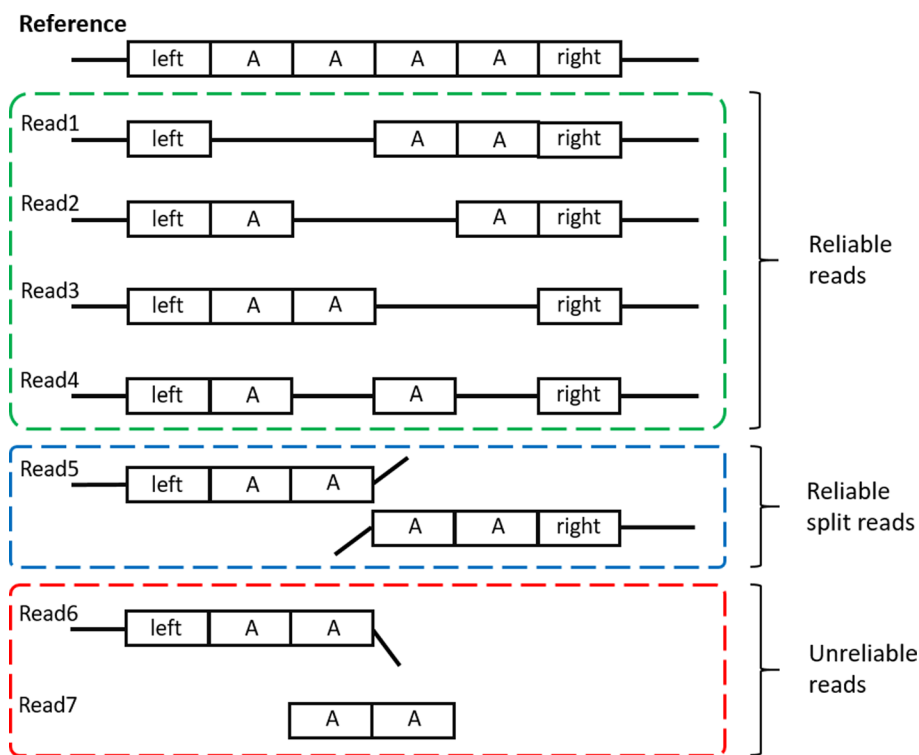 Reference
left A A A A right
Read1
left A A right
Read2
left A A right
Read3
left A A right
Read4
left A A right
Reliable
reads
Read5
left A A
A A right
Reliable
split reads
Read6
left A A
Read7
A A
Unreliable
reads